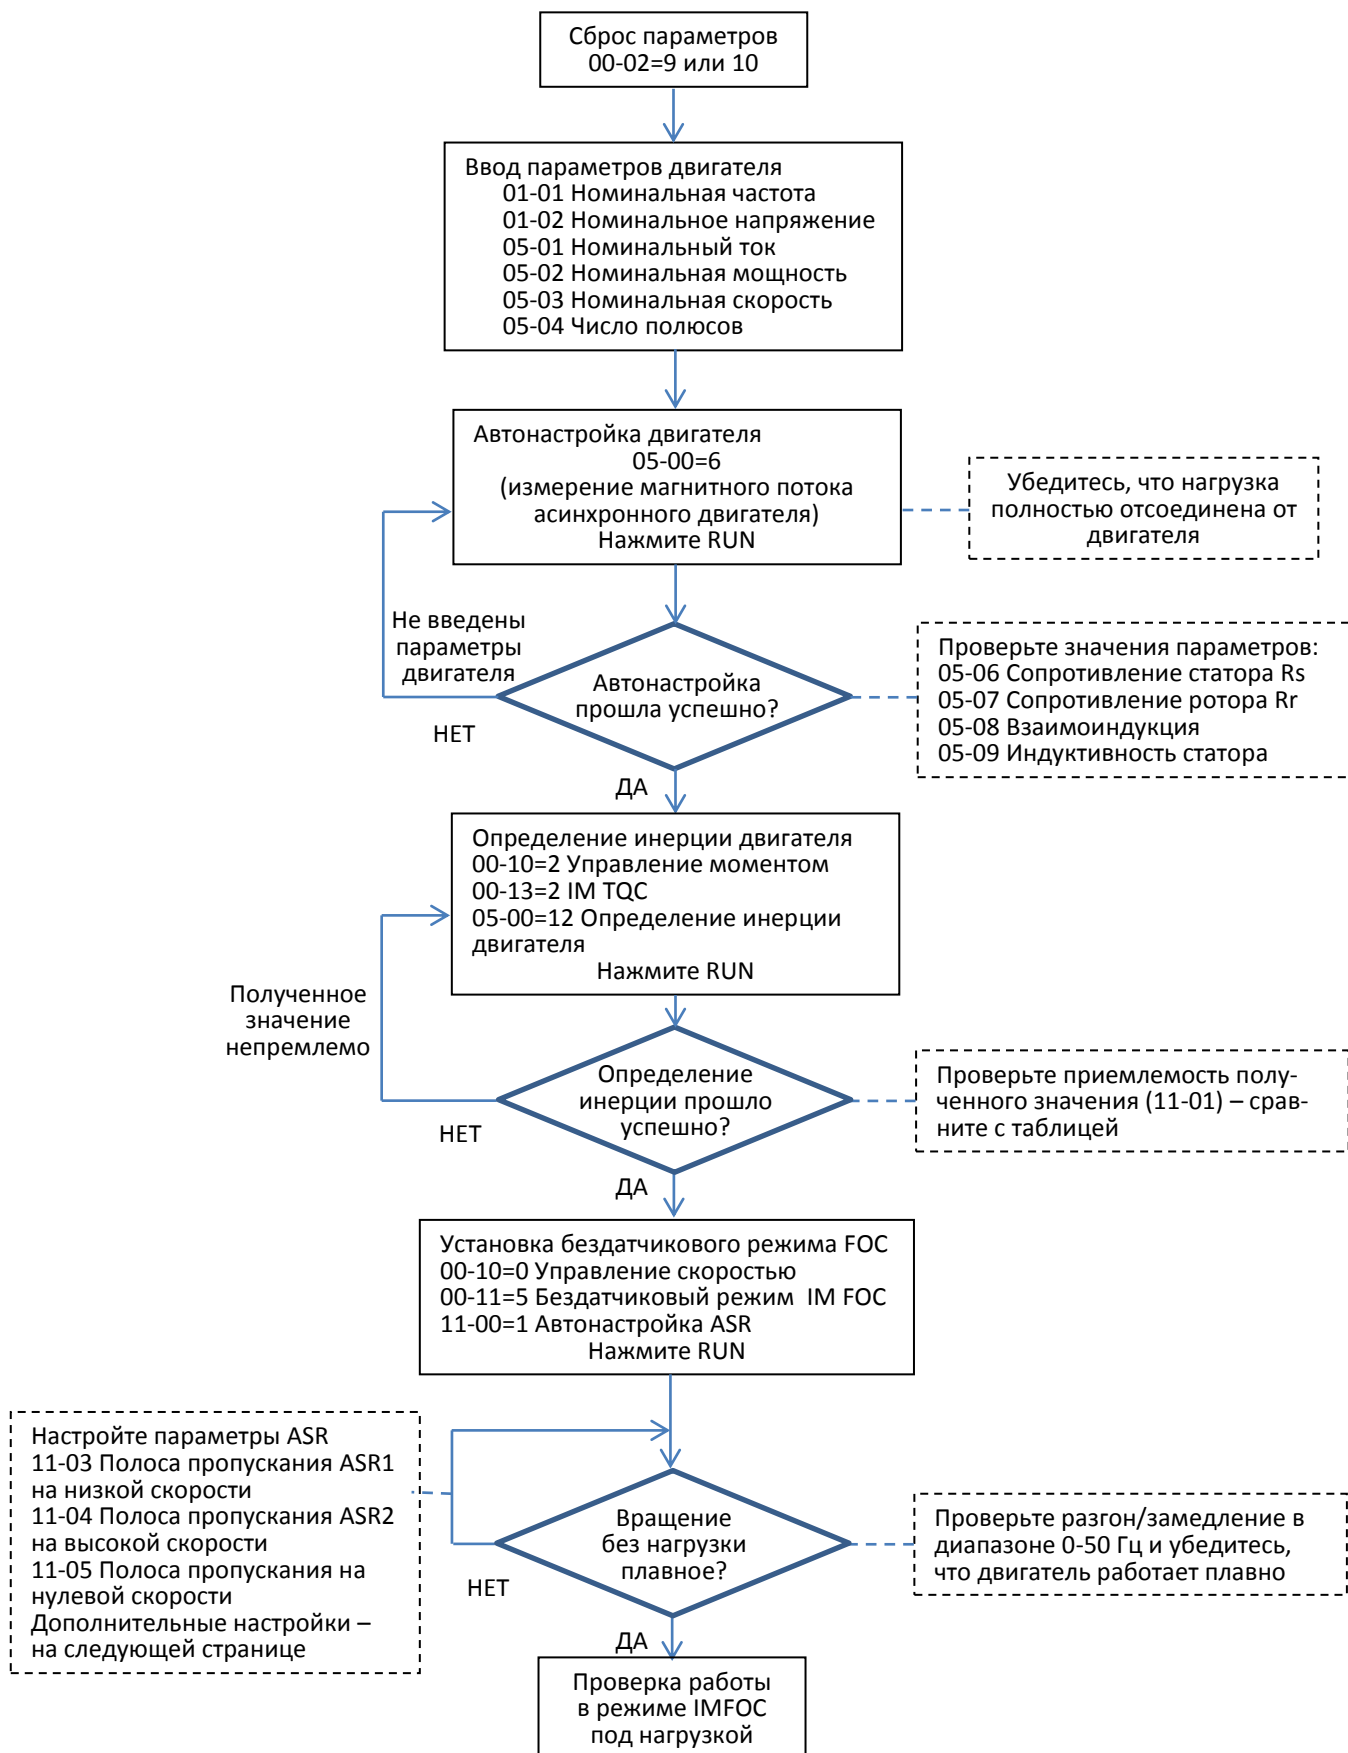 Сброс параметров
00-02=9 или 10
Ввод параметров двигателя
01-01 Номинальная частота
01-02 Номинальное напряжение
05-01 Номинальный ток
05-02 Номинальная мощность
05-03 Номинальная скорость
05-04 Число полюсов
Автонастройка двигателя
05-00=6
(измерение магнитного потока
асинхронного двигателя)
Нажмите RUN
Убедитесь, что нагрузка
полностью отсоединена от
двигателя
Не введены
параметры
двигателя
Автонастройка
прошла успешно?
НЕТ
Проверьте значения параметров:
05-06 Сопротивление статора Rs
05-07 Сопротивление ротора Rr
05-08 Взаимоиндукция
05-09 Индуктивность статора
ДА
Определение инерции двигателя
00-10=2 Управление моментом
00-13=2 IM TQC
05-00=12 Определение инерции
двигателя
Нажмите RUN
Полученное
значение
непремлемо
Определение
инерции прошло
успешно?
НЕТ
Проверьте приемлемость полу-
ченного значения (11-01) – срав-
ните с таблицей
ДА
Установка бездатчикового режима FOC
00-10=0 Управление скоростью
00-11=5 Бездатчиковый режим  IM FOC
11-00=1 Автонастройка ASR
Нажмите RUN
Настройте параметры ASR
11-03 Полоса пропускания ASR1
на низкой скорости
11-04 Полоса пропускания ASR2
на высокой скорости
11-05 Полоса пропускания на
нулевой скорости
Дополнительные настройки –
на следующей странице
Вращение
без нагрузки
плавное?
НЕТ
Проверьте разгон/замедление в
диапазоне 0-50 Гц и убедитесь,
что двигатель работает плавно
ДА
Проверка работы
в режиме IMFOC
под нагрузкой